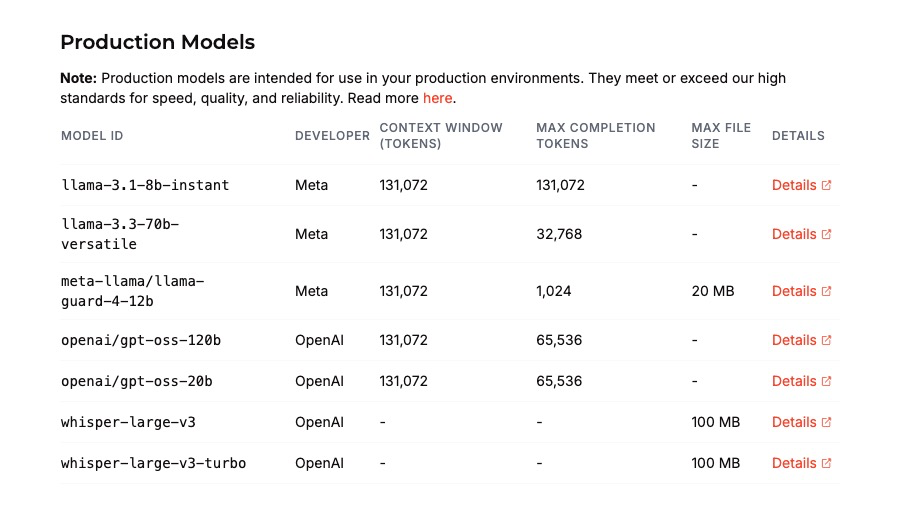 Production Models
Note: Production models are intended for use in your production environments. They meet or exceed our high
standards for speed, quality, and reliability. Read more here.
MODEL ID DEVELOPER CONTEXT WINDOW (TOKENS) MAX COMPLETION TOKENS MAX FILE SIZE DETAILS
llama-3.1-8b-instant Meta 131,072 131,072 - Details
llama-3.3-70b-versatile Meta 131,072 32,768 - Details
meta-llama/llama-guard-4-12b Meta 131,072 1,024 20 MB Details
openai/gpt-oss-120b OpenAI 131,072 65,536 - Details
openai/gpt-oss-20b OpenAI 131,072 65,536 - Details
whisper-large-v3 OpenAI - - 100 MB Details
whisper-large-v3-turbo OpenAI - - 100 MB Details